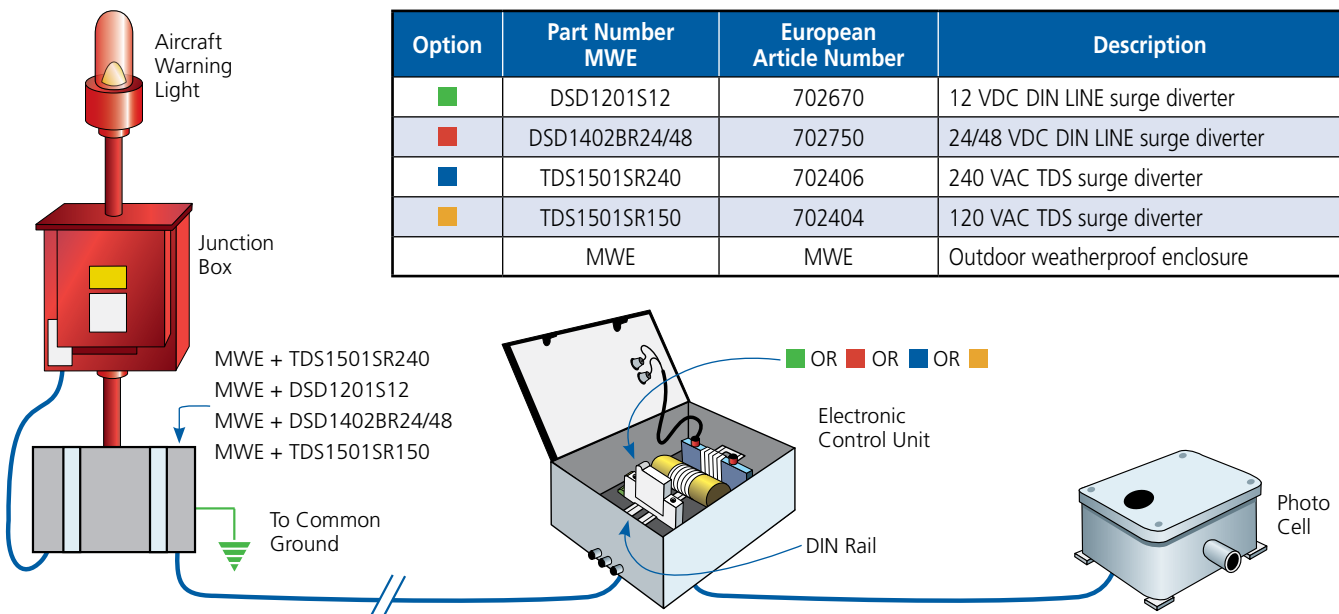 Aircraft
Warning
Light
Option Part Number MWE European Article Number Description
DSD1201S12 702670 12 VDC DIN LINE surge diverter
DSD1402BR24/48 702750 24/48 VDC DIN LINE surge diverter
TDS1501SR240 702406 240 VAC TDS surge diverter
TDS1501SR150 702404 120 VAC TDS surge diverter
MWE MWE Outdoor weatherproof enclosure
Junction
Box
MWE + TDS1501SR240
MWE + DSD1201S12
MWE + DSD1402BR24/48
MWE + TDS1501SR150
To Common
Ground
OR OR OR
Electronic
Control Unit
DIN Rail
Photo
Cell